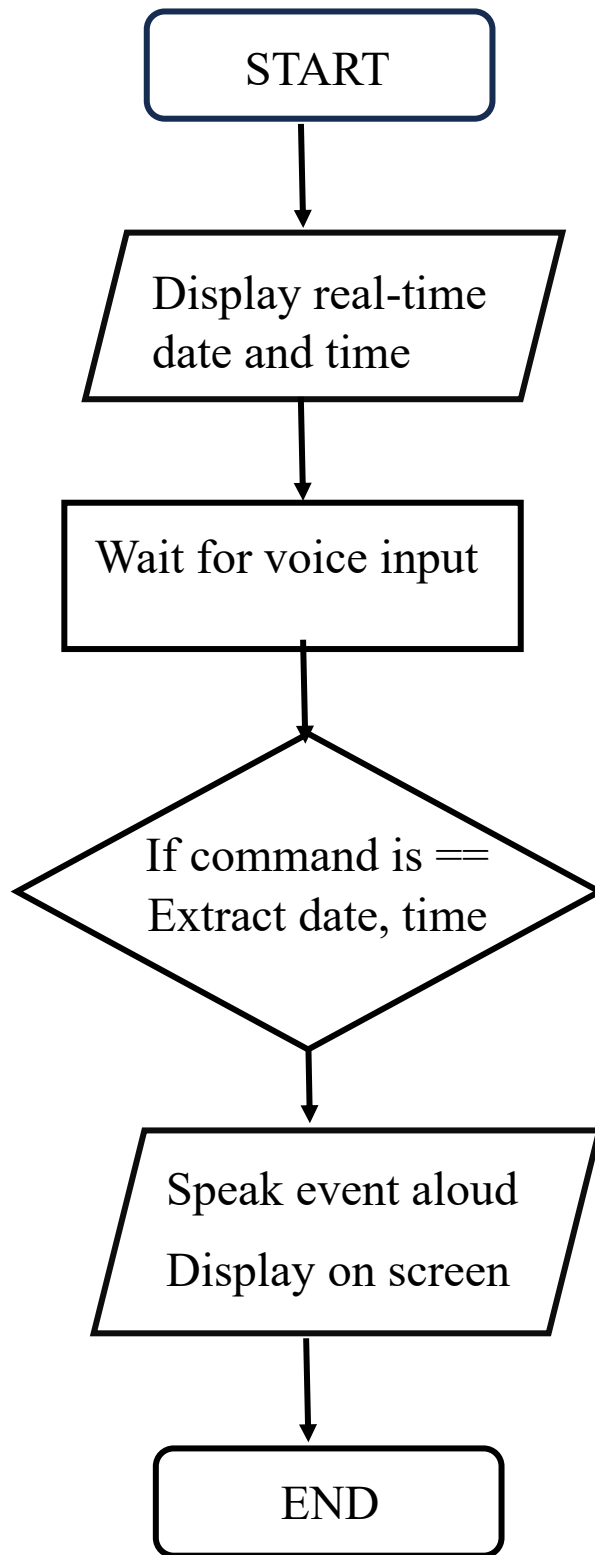 START
Display real-time
date and time
Wait for voice input
If command is ==
Extract date, time
Speak event aloud
Display on screen
END